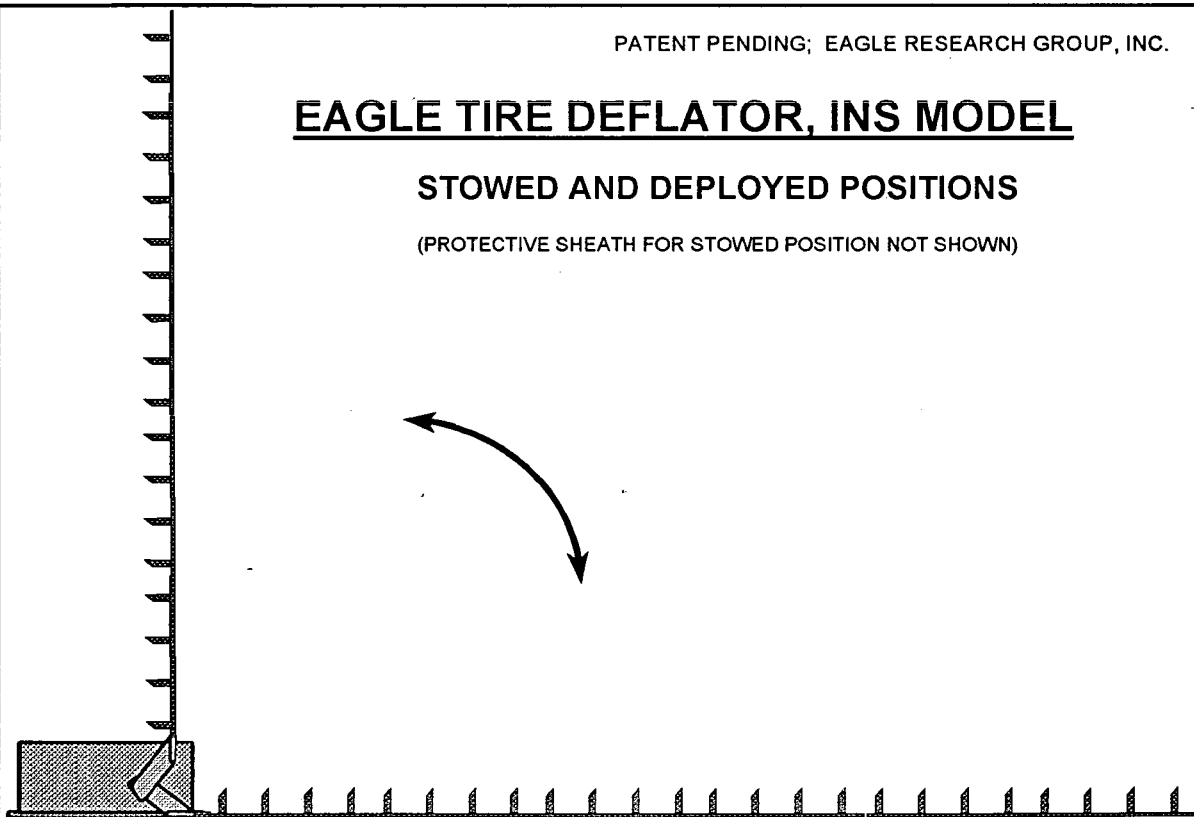 PATENT PENDING; EAGLE RESEARCH GROUP, INC.
EAGLE TIRE DEFLATOR, INS MODEL
STOWED AND DEPLOYED POSITIONS
(PROTECTIVE SHEATH FOR STOWED POSITION NOT SHOWN)